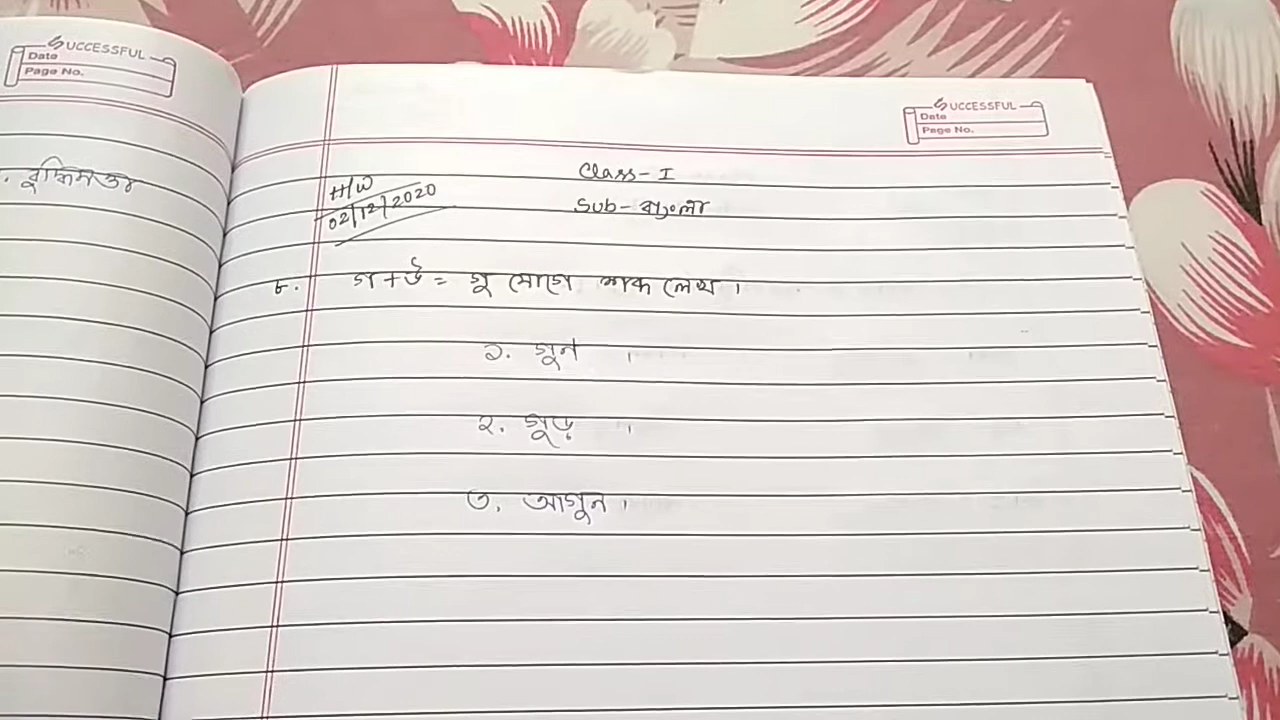 SUCCESSFUL
Date
Page No.
. বুদ্ধিমত্তা
SUCCESSFUL
Date
Page No.
Class- I
H/W
02/12/2020
Sub- বাংলা
৮. গ+উ= গু যোগে শব্দ লেখ।
১. গুন ।
২. গুড় ।
৩. আগুন।